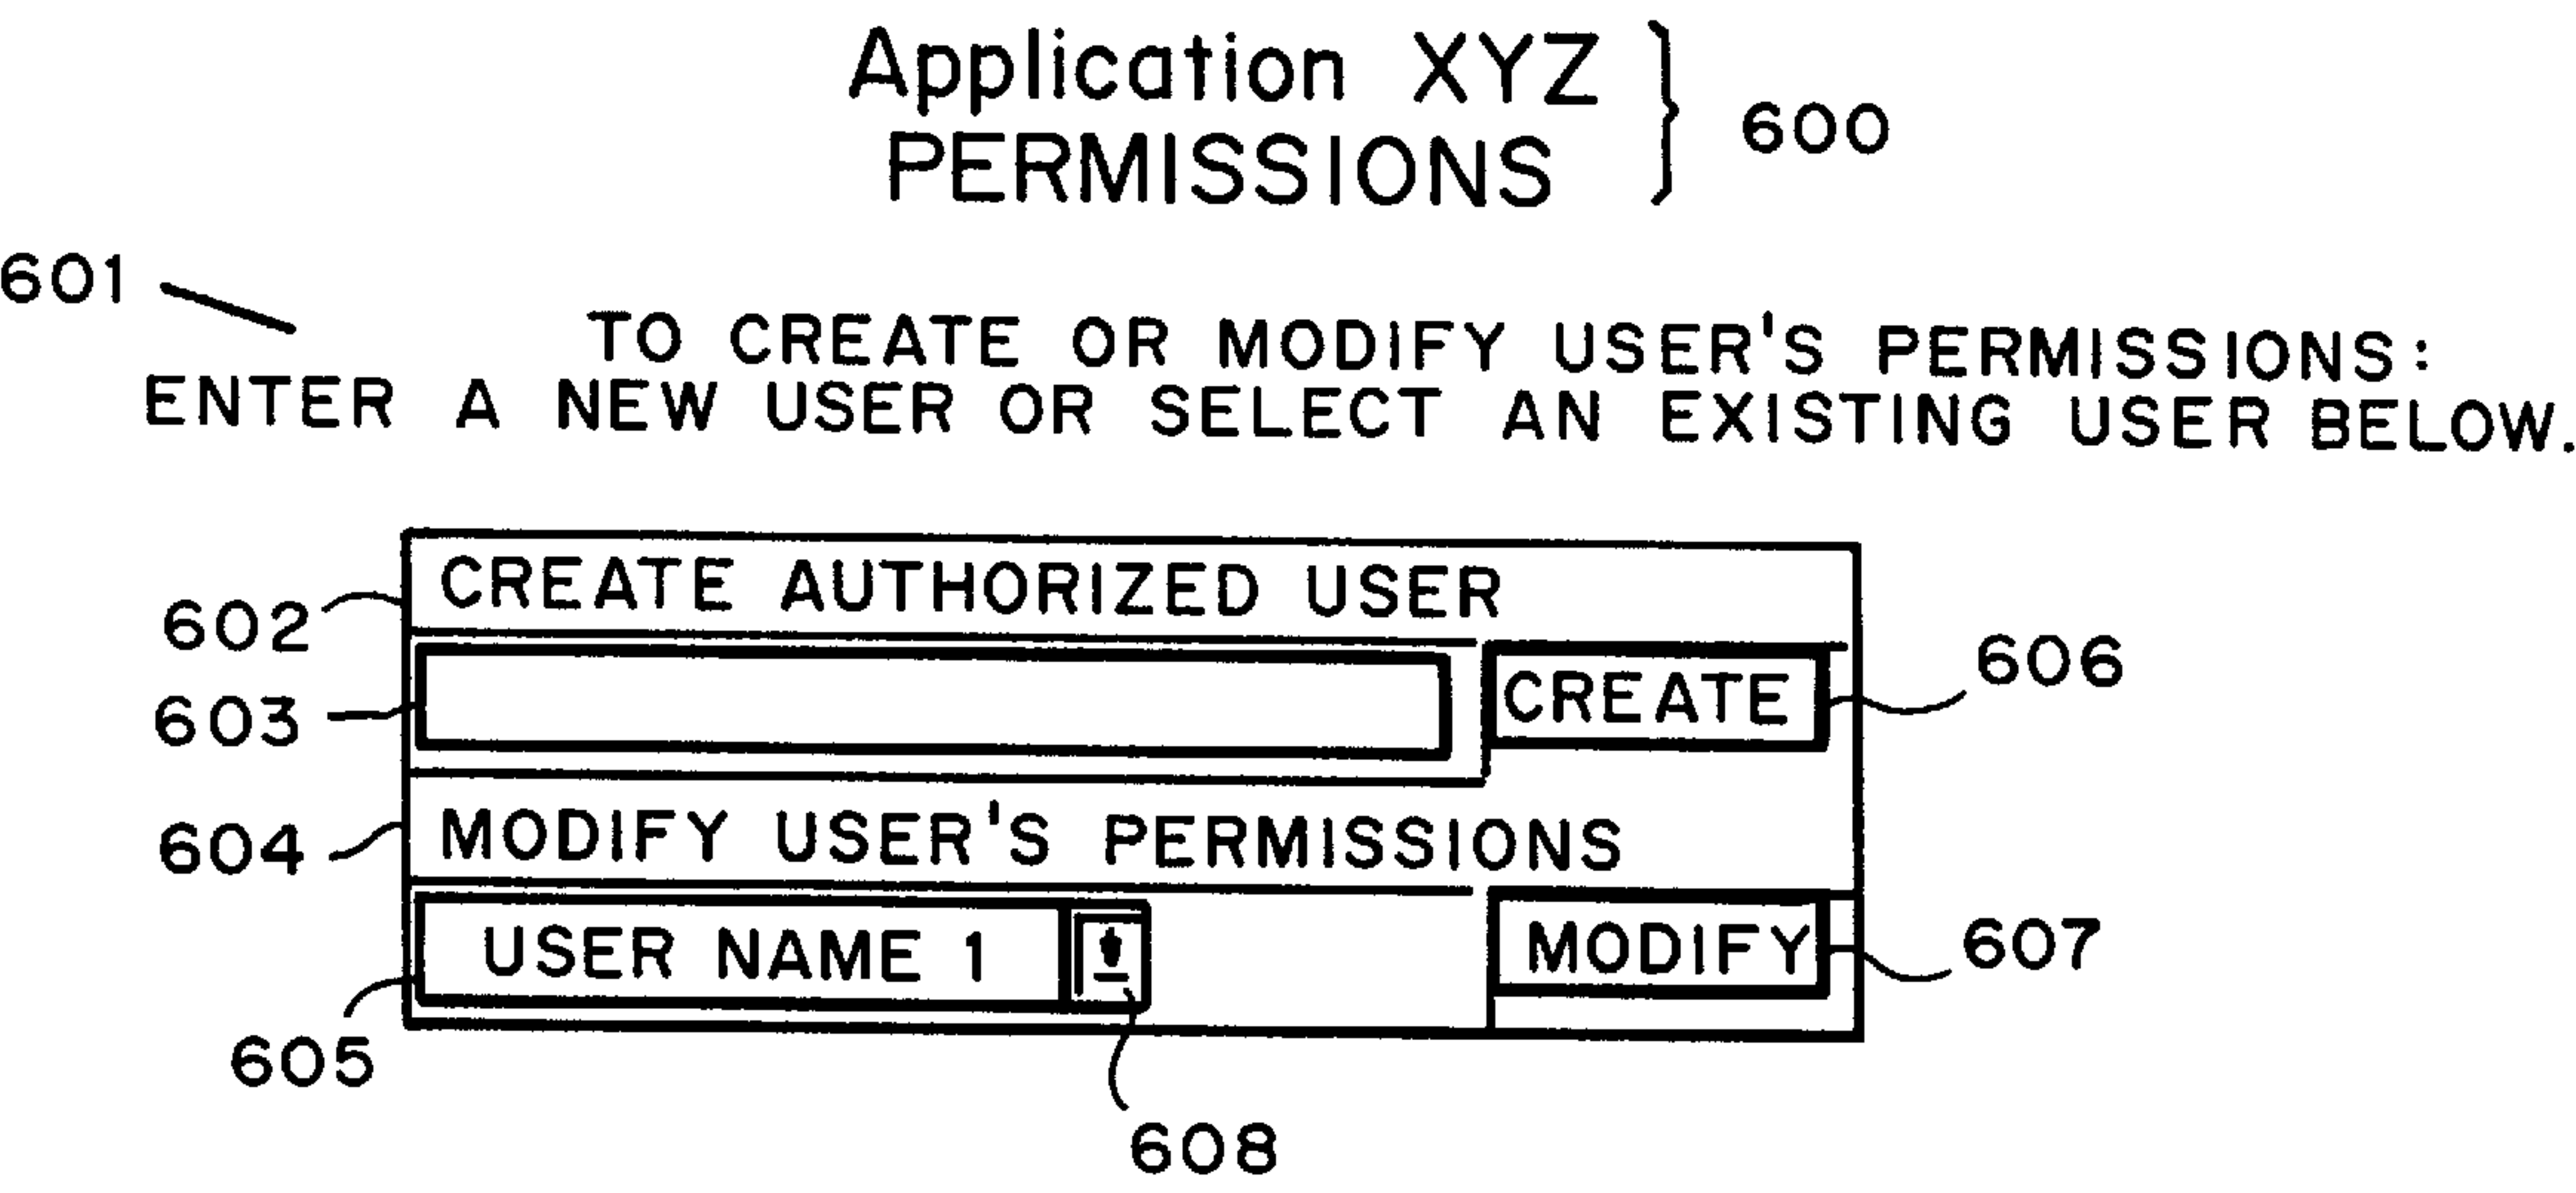 Application XYZ
PERMISSIONS
600
601
TO CREATE OR MODIFY USER'S PERMISSIONS:
ENTER A NEW USER OR SELECT AN EXISTING USER BELOW.
602
CREATE AUTHORIZED USER
603
CREATE
606
604
MODIFY USER'S PERMISSIONS
USER NAME 1
MODIFY
607
605
608